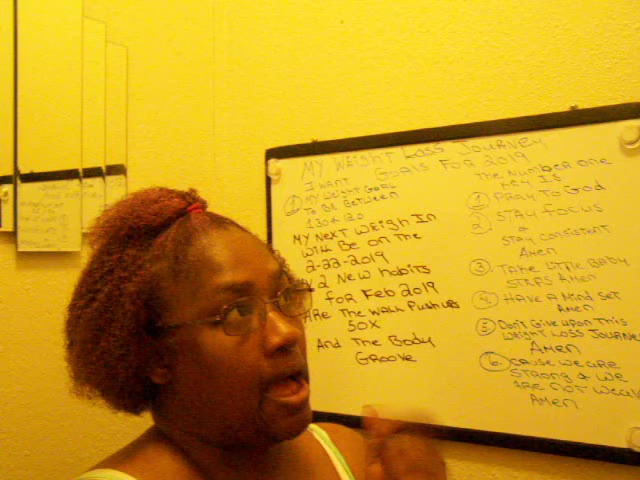 MY WEIGHT LOSS JOURNEY
GOALS FOR 2019
I WANT
① MY WEIGHT GOAL
TO BE BETWEEN
130 & 120
MY NEXT WEIGH IN
WILL BE ON THE
2-22-2019
2 NEW HABITS
FOR FEB 2019
ARE THE WALL PUSH UPS
50X
AND THE BODY
GROOVE
THE NUMBER ONE
KEY IS
① PRAY TO GOD
② STAY FOCUS
&
STAY CONSISTENT
AMEN
③ TAKE LITTLE BABY
STEPS AMEN
④ HAVE A MIND SET
AMEN
⑤ DON'T GIVE UPON THIS
WEIGHT LOSS JOURNEY
AMEN
⑥ CAUSE WE ARE
STRONG & WE
ARE NOT WEAK
AMEN